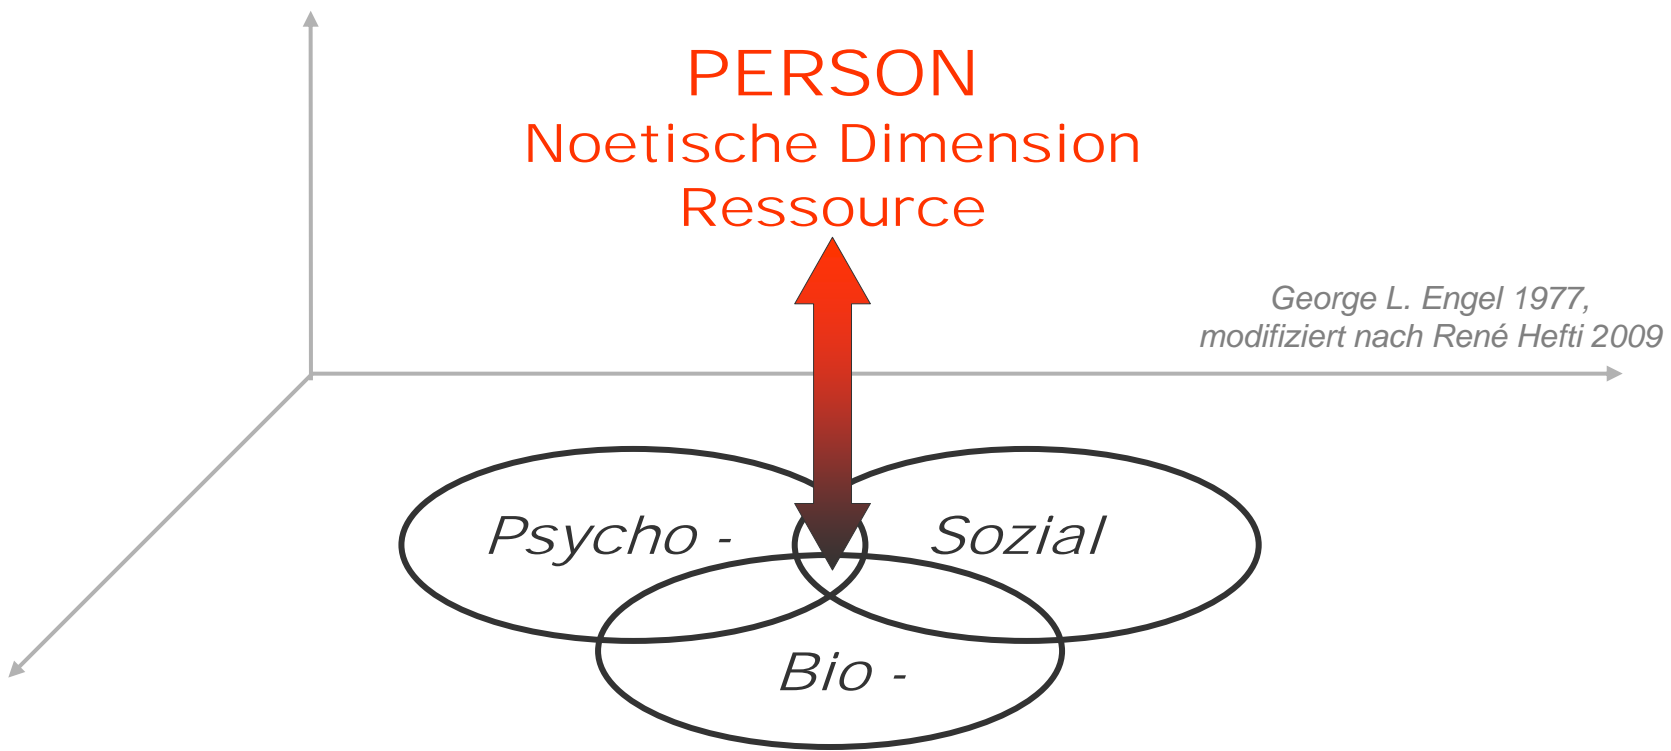 PERSON
Noetische Dimension
Ressource
George L. Engel 1977,
modifiziert nach René Hefti 2009
Psycho -
Sozial
Bio -